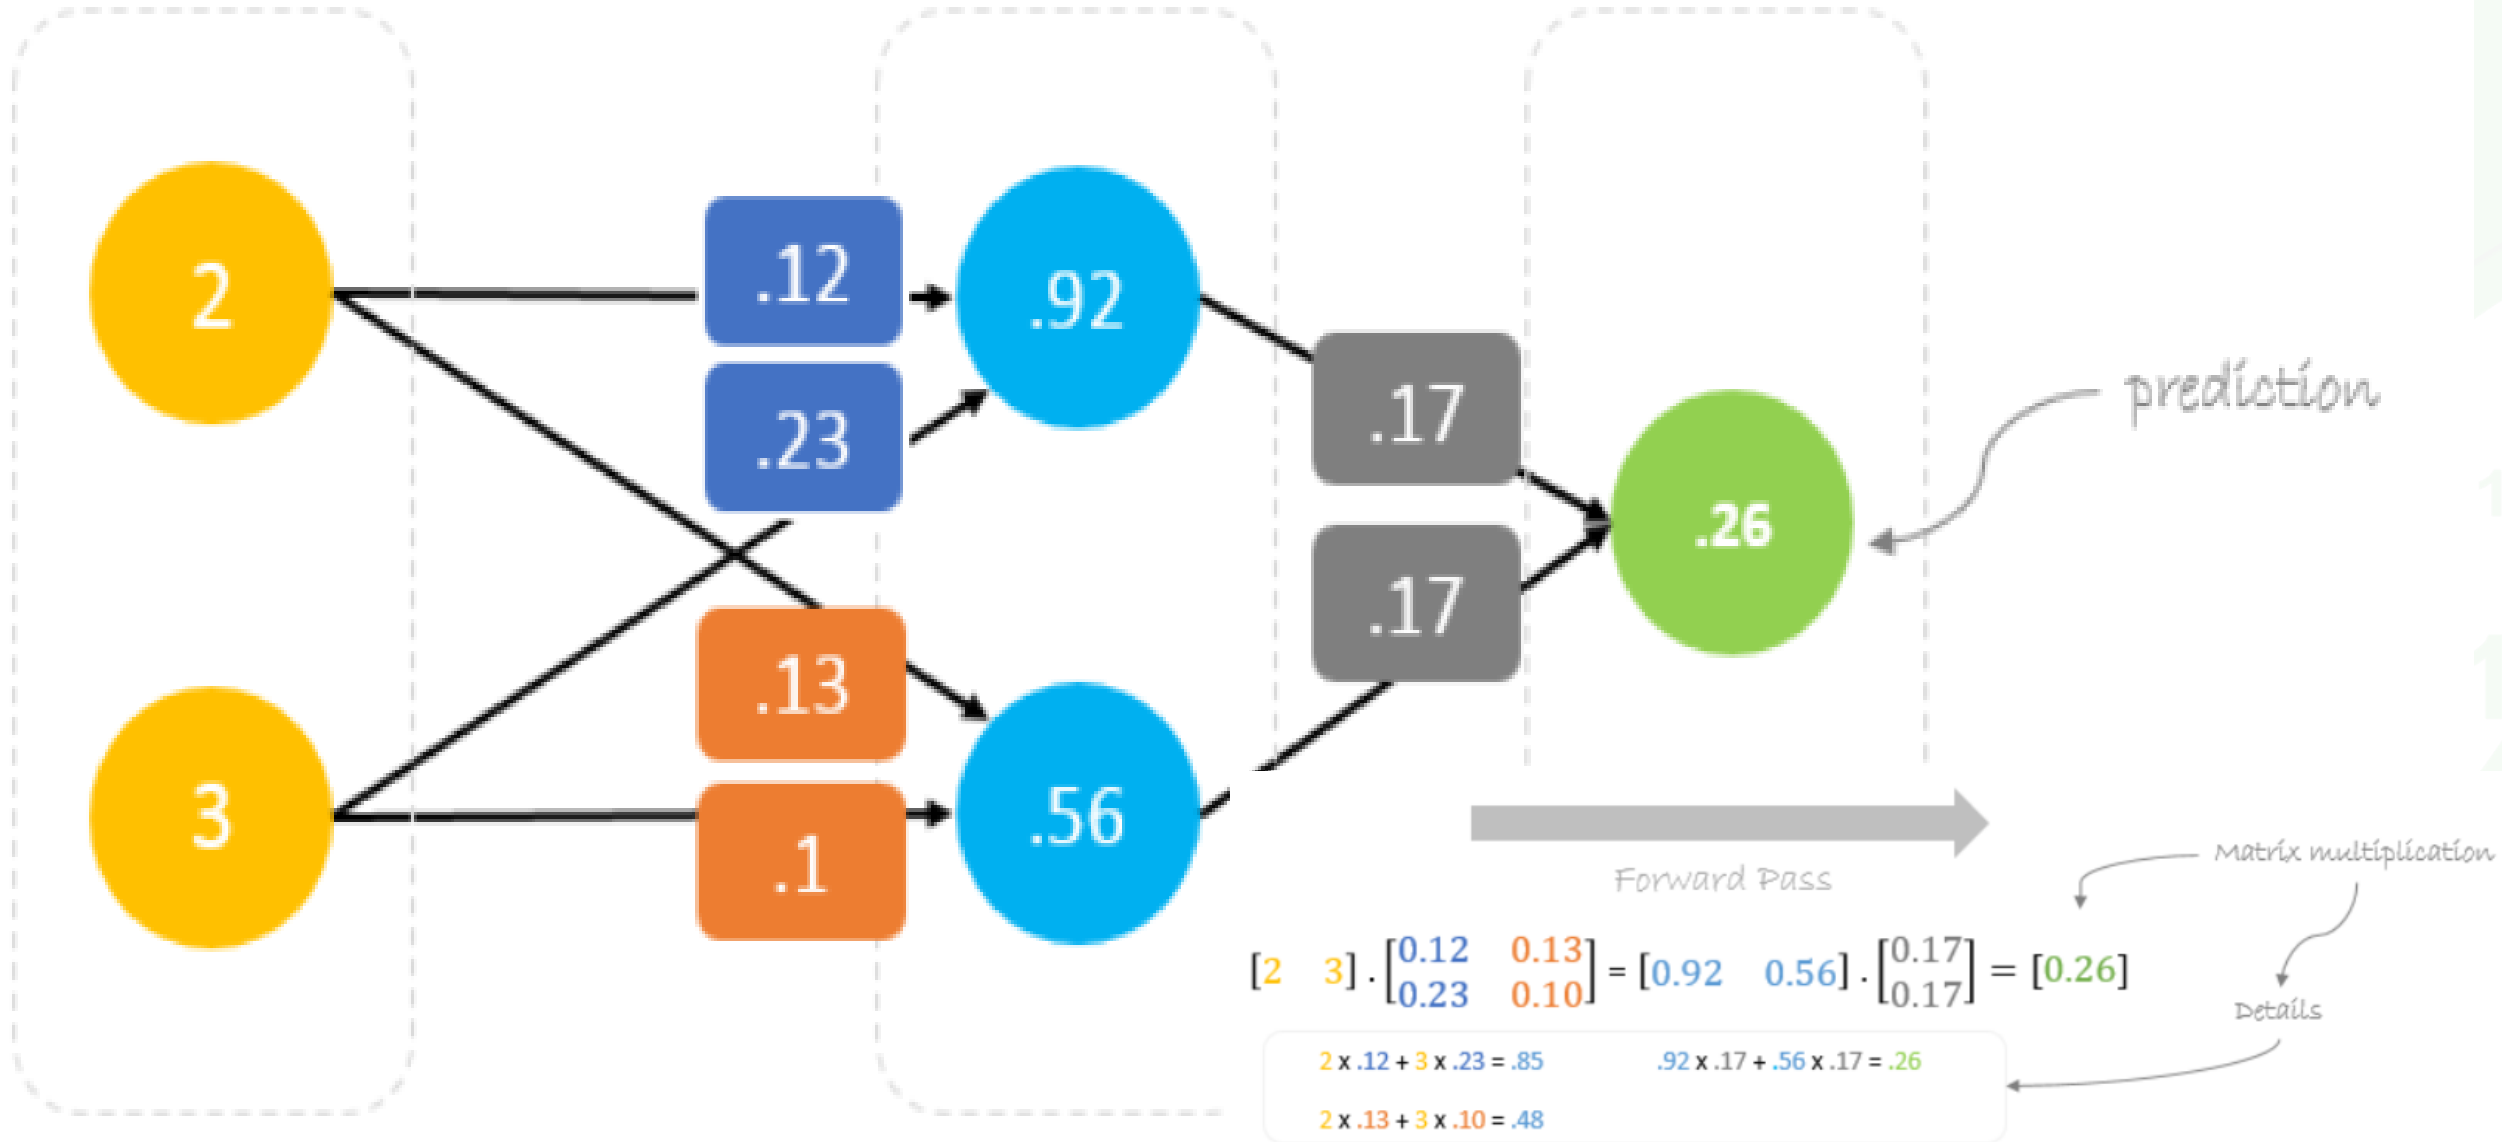 2
.12
.92
.23
.17
prediction
.26
.17
.13
3
.56
.1
Forward Pass
Matrix multiplication
[2 3] . [0.12 0.13
0.23 0.10] = [0.92 0.56] . [0.17
0.17] = [0.26]
Details
2 x .12 + 3 x .23 = .85
.92 x .17 + .56 x .17 = .26
2 x .13 + 3 x .10 = .48